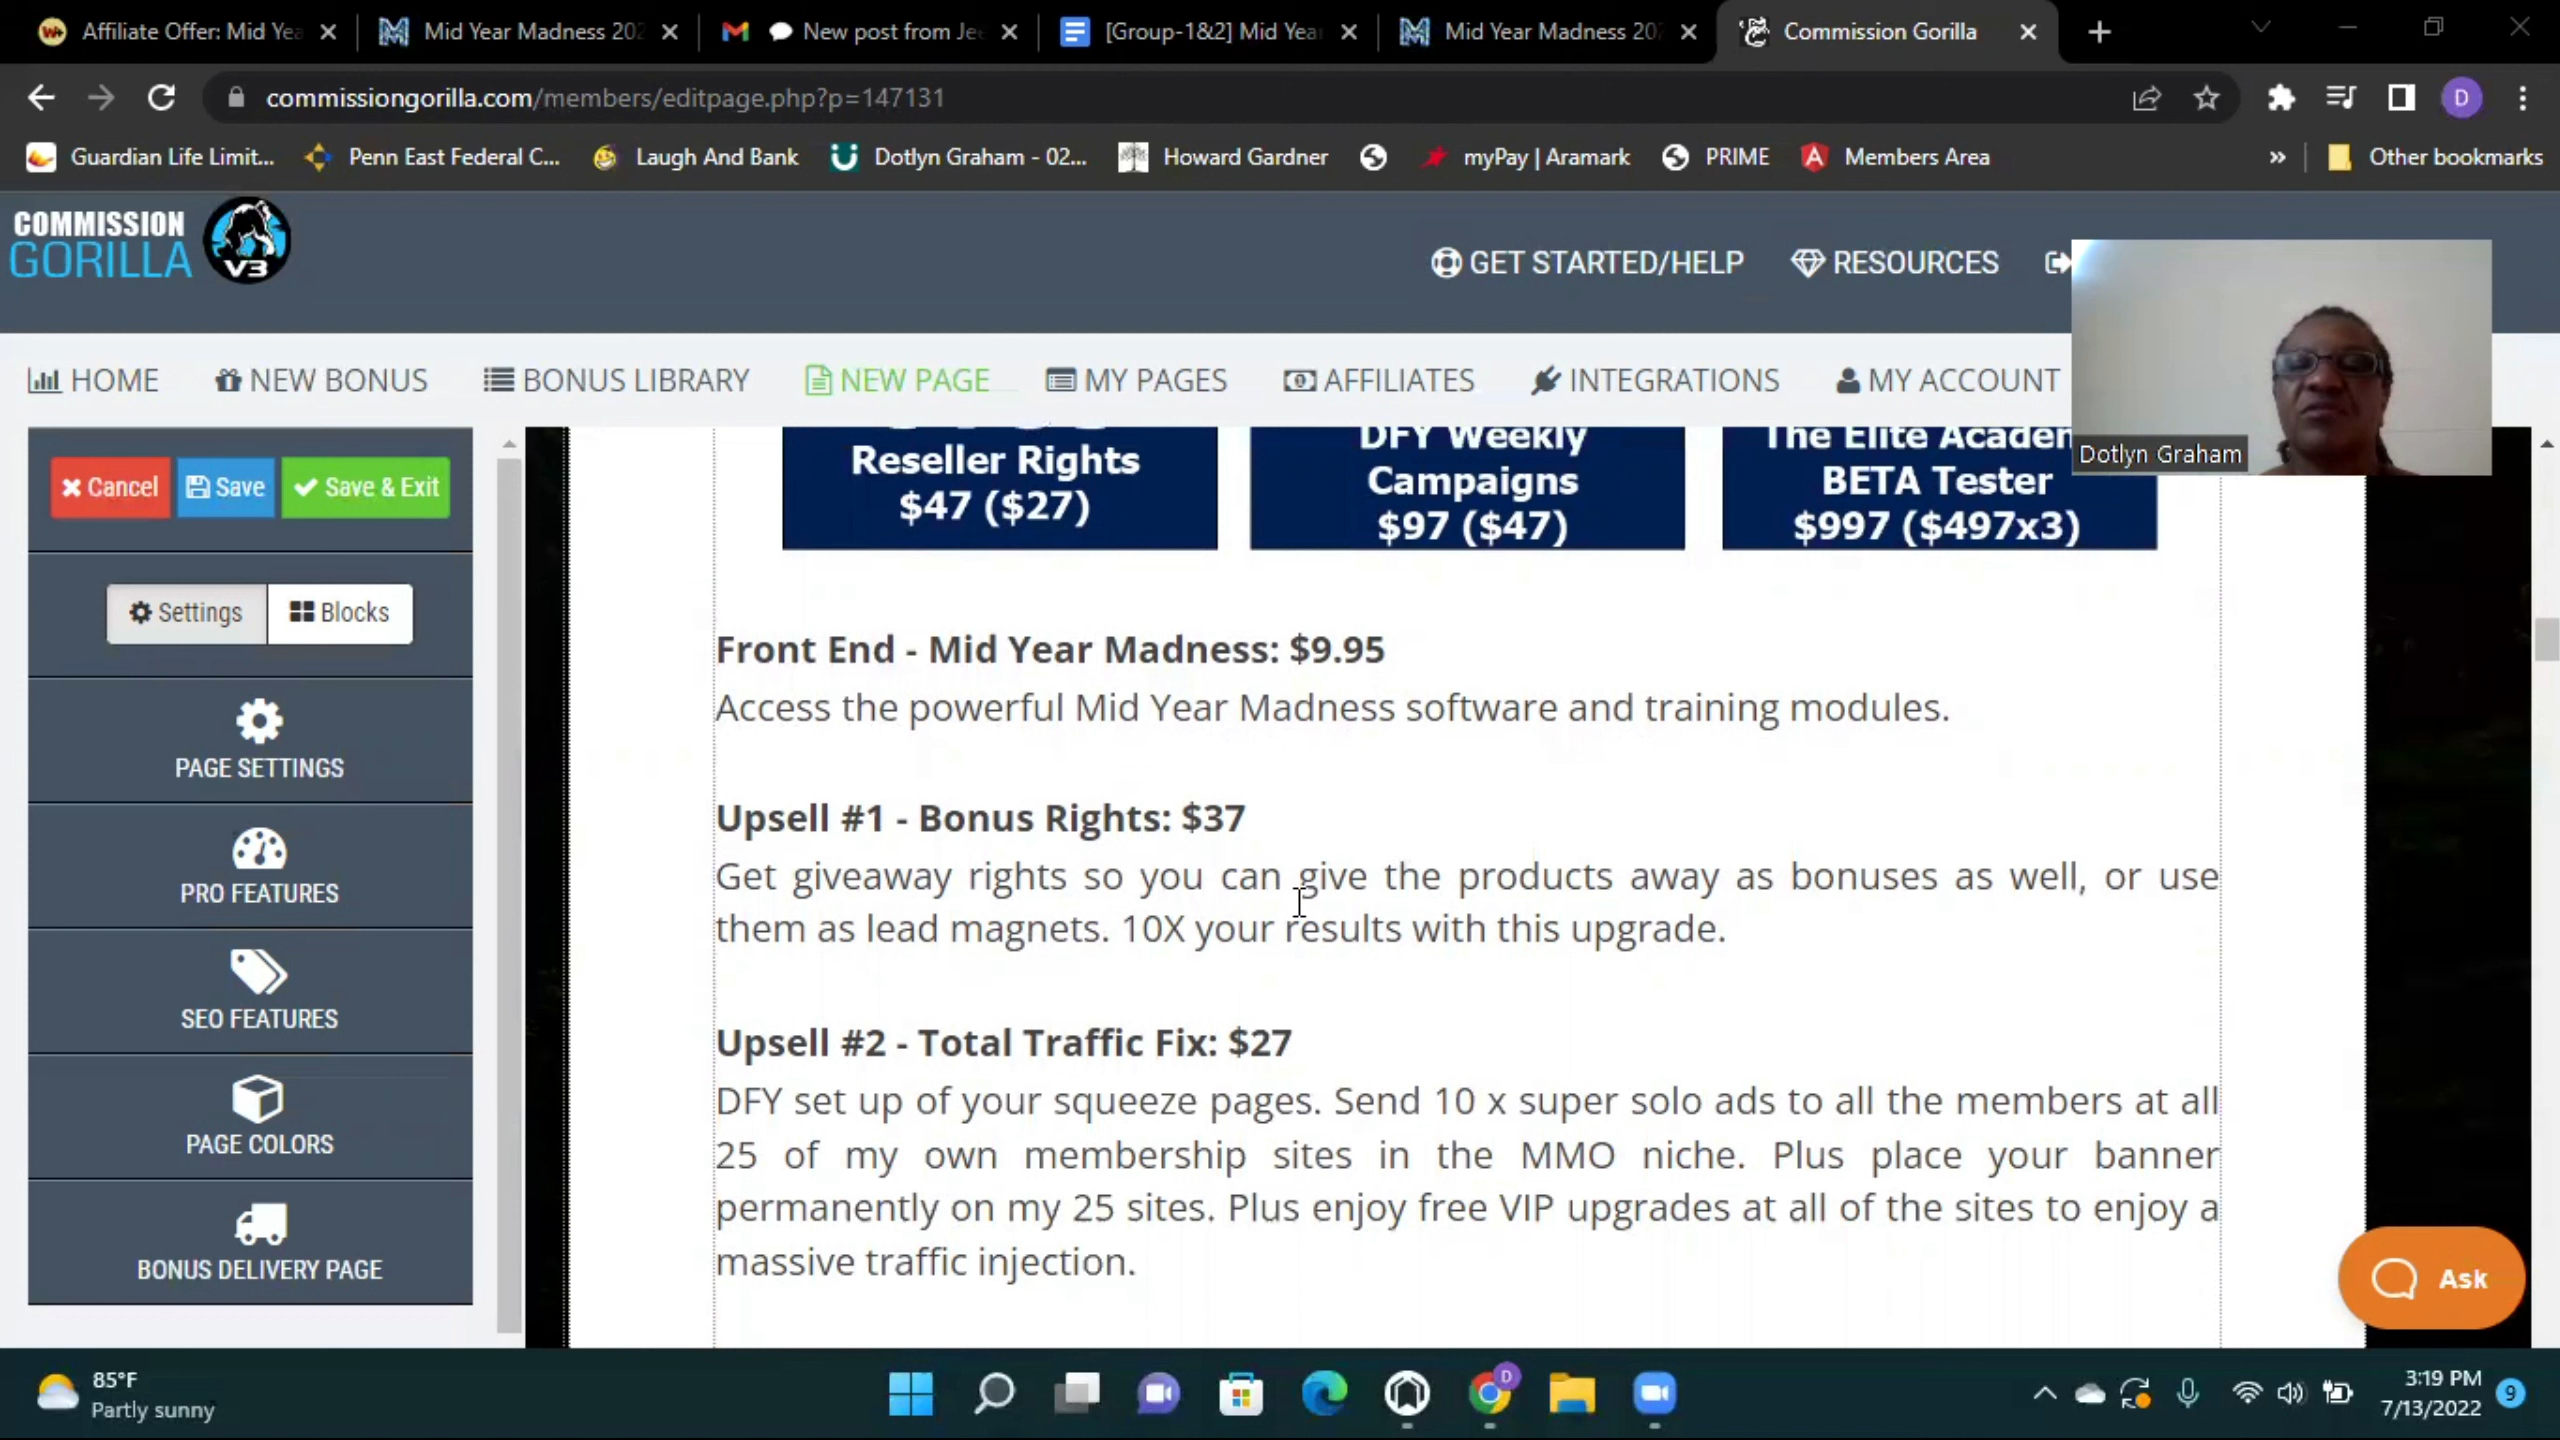 Affiliate Offer: Mid Yea
Mid Year Madness 202
New post from Jee
[Group-1&2] Mid Year
Mid Year Madness 202
Commission Gorilla
commissiongorilla.com/members/editpage.php?p=147131
D
Guardian Life Limit...
Penn East Federal C...
Laugh And Bank
Dotlyn Graham - 02...
Howard Gardner
myPay | Aramark
PRIME
Members Area
»
Other bookmarks
COMMISSION
GORILLA
V3
GET STARTED/HELP
RESOURCES
HOME
NEW BONUS
BONUS LIBRARY
NEW PAGE
MY PAGES
AFFILIATES
INTEGRATIONS
MY ACCOUNT
Dotlyn Graham
Cancel
Save
Save & Exit
Settings
Blocks
PAGE SETTINGS
PRO FEATURES
SEO FEATURES
PAGE COLORS
BONUS DELIVERY PAGE
Reseller Rights
$47 ($27)
DFY Weekly
Campaigns
$97 ($47)
The Elite Academ
BETA Tester
$997 ($497x3)
Front End - Mid Year Madness: $9.95
Access the powerful Mid Year Madness software and training modules.
Upsell #1 - Bonus Rights: $37
Get giveaway rights so you can give the products away as bonuses as well, or use
them as lead magnets. 10X your results with this upgrade.
Upsell #2 - Total Traffic Fix: $27
DFY set up of your squeeze pages. Send 10 x super solo ads to all the members at all
25 of my own membership sites in the MMO niche. Plus place your banner
permanently on my 25 sites. Plus enjoy free VIP upgrades at all of the sites to enjoy a
massive traffic injection.
Ask
85°F
Partly sunny
D
3:19 PM
7/13/2022
9